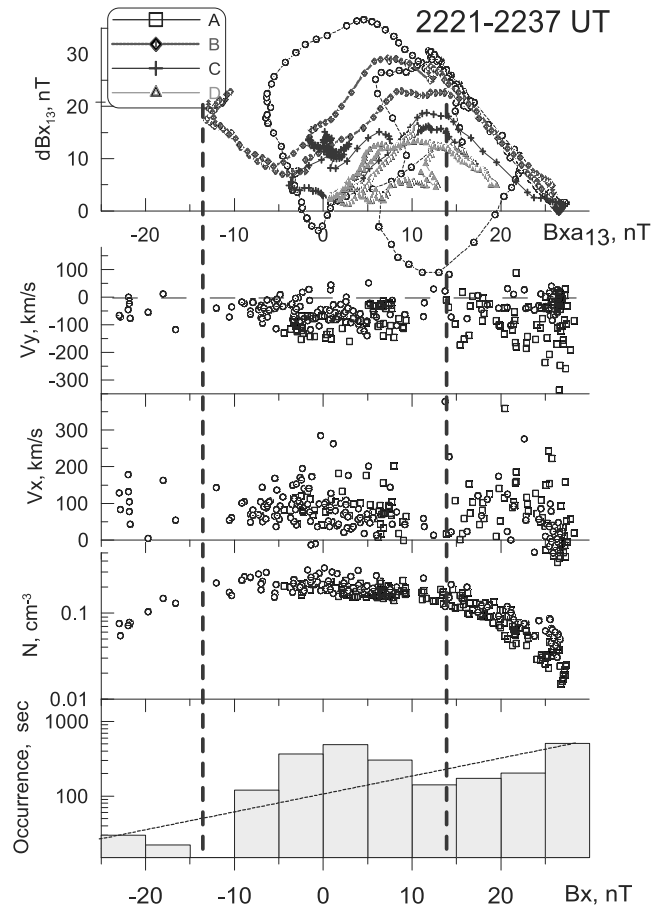 2221-2237 UT
A
B
C
D
dBx13, nT
30
20
10
0
-20 -10 0 10 20
Bxa13, nT
Vy, km/s
100
0
-100
-200
-300
Vx, km/s
300
200
100
0
N, cm-3
0.1
0.01
Occurrence, sec
1000
100
-20 -10 0 10 20
Bx, nT